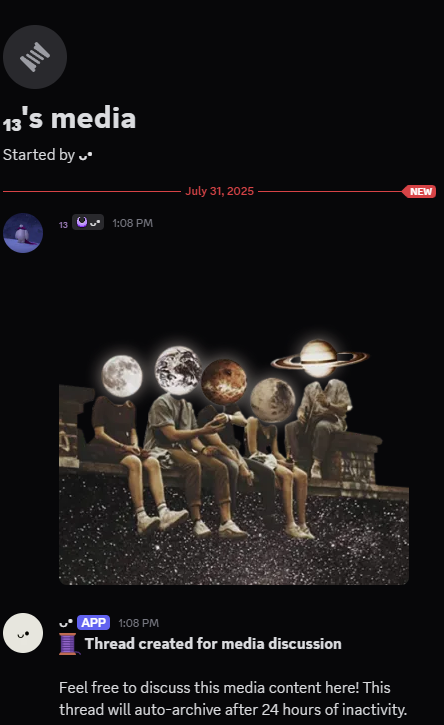 ₁₃'s media
Started by ᴗ•
July 31, 2025 NEW
₁₃ ᴗ• 1:08 PM
ᴗ• APP 1:08 PM
Thread created for media discussion
Feel free to discuss this media content here! This
thread will auto-archive after 24 hours of inactivity.